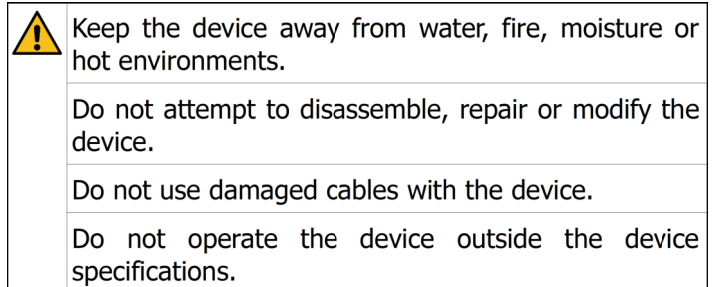 Keep the device away from water, fire, moisture or
hot environments.
Do not attempt to disassemble, repair or modify the
device.
Do not use damaged cables with the device.
Do not operate the device outside the device
specifications.